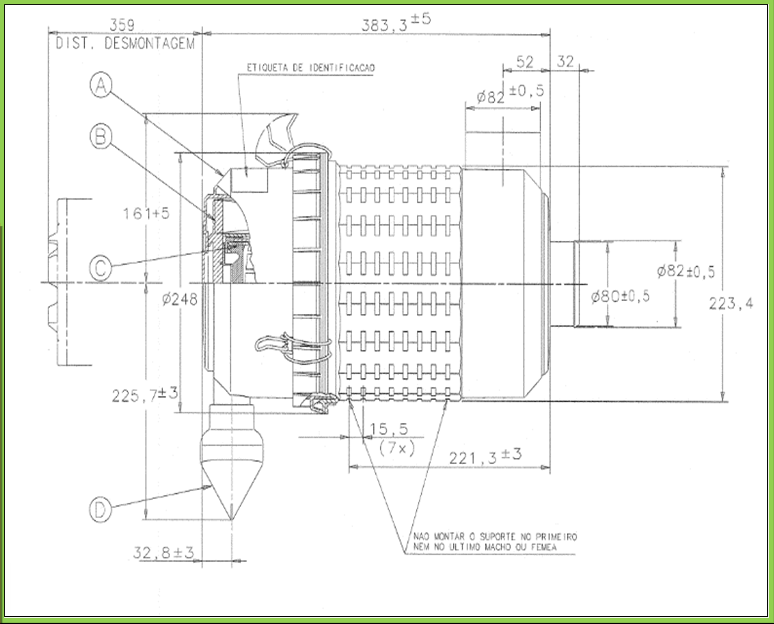 359
383,3±5
DIST. DESMONTAGEM
ETIQUETA DE IDENTIFICACAO
52
32
Ø82±0,5
A
B
161+5
C
Ø248
Ø82±0,5
Ø80±0,5
223,4
225,7±3
15,5
(7x)
221,3±3
D
NAO MONTAR O SUPORTE NO PRIMEIRO
NEM NO ULTIMO MACHO OU FEMEA
32,8±3